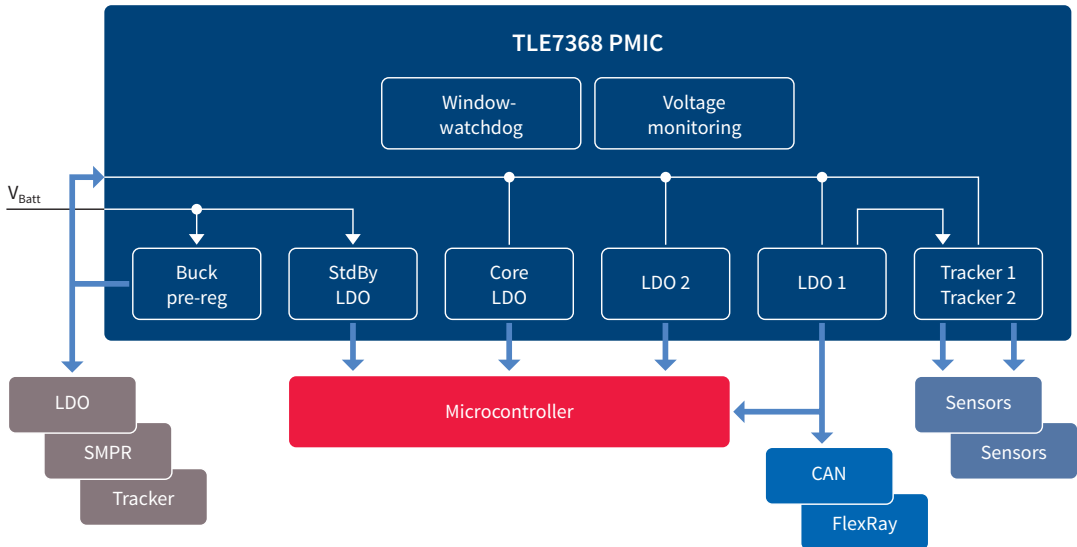 TLE7368 PMIC
Window-
watchdog
Voltage
monitoring
VBatt
Buck
pre-reg
StdBy
LDO
Core
LDO
LDO 2
LDO 1
Tracker 1
Tracker 2
LDO
SMPR
Tracker
Microcontroller
CAN
FlexRay
Sensors
Sensors